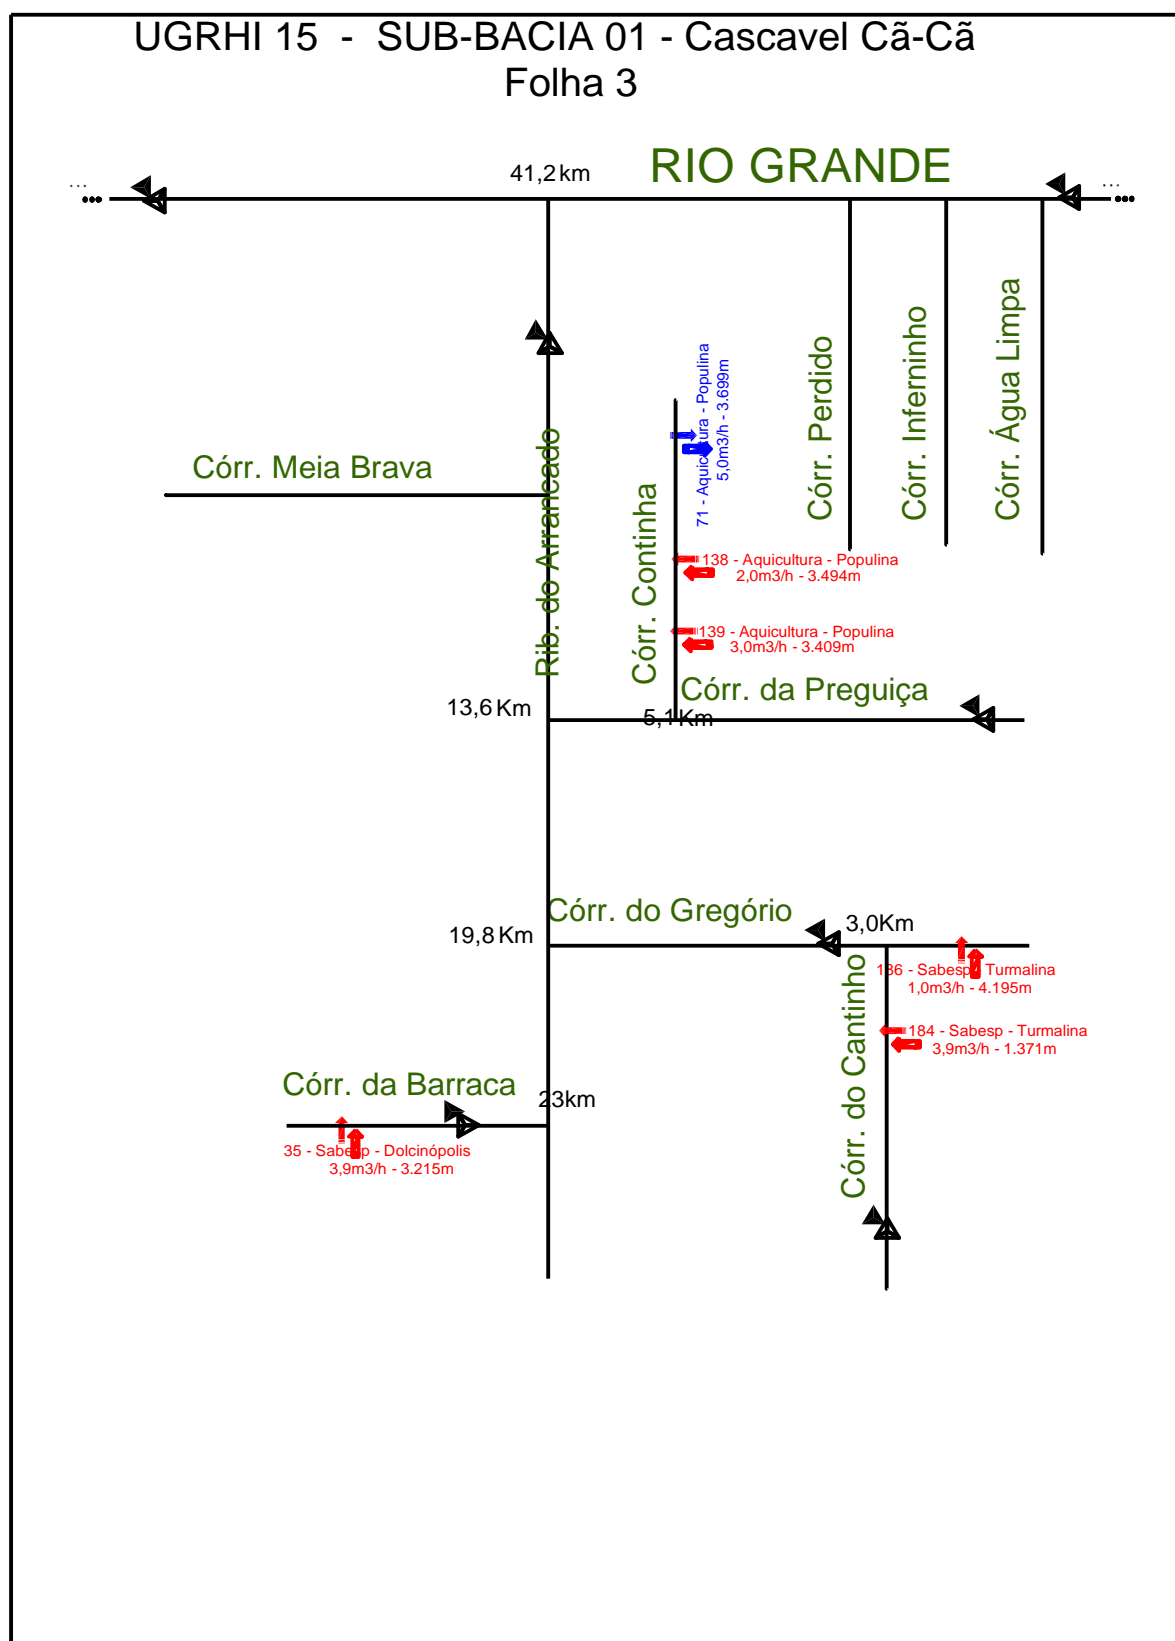 UGRHI 15 - SUB-BACIA 01 - Cascavel Cã-Cã
Folha 3
RIO GRANDE
41,2 km
...
...
Córr. Perdido
Córr. Inferninho
Córr. Água Limpa
71 - Aquicultura - Populina
5,0m3/h - 3.699m
Córr. Meia Brava
Rib. do Arrancado
Córr. Continha
138 - Aquicultura - Populina
2,0m3/h - 3.494m
139 - Aquicultura - Populina
3,0m3/h - 3.409m
Córr. da Preguiça
13,6 Km
5,1 Km
Córr. do Gregório
3,0Km
19,8 Km
Sabesp - Turmalina
1,0m3/h - 4.195m
Córr. do Cantinho
184 - Sabesp - Turmalina
3,9m3/h - 1.371m
Córr. da Barraca
23km
35 - Sabesp - Dolcinópolis
3,9m3/h - 3.215m